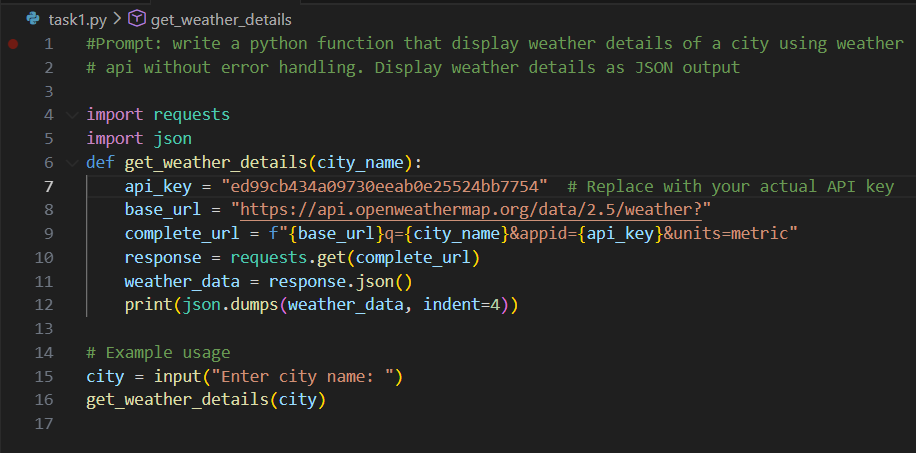 task1.py > get_weather_details
1 #Prompt: write a python function that display weather details of a city using weather
2 # api without error handling. Display weather details as JSON output
3
4 import requests
5 import json
6 def get_weather_details(city_name):
7     api_key = "ed99cb434a09730eeab0e25524bb7754"  # Replace with your actual API key
8     base_url = "https://api.openweathermap.org/data/2.5/weather?"
9     complete_url = f"{base_url}q={city_name}&appid={api_key}&units=metric"
10     response = requests.get(complete_url)
11     weather_data = response.json()
12     print(json.dumps(weather_data, indent=4))
13
14 # Example usage
15 city = input("Enter city name: ")
16 get_weather_details(city)
17